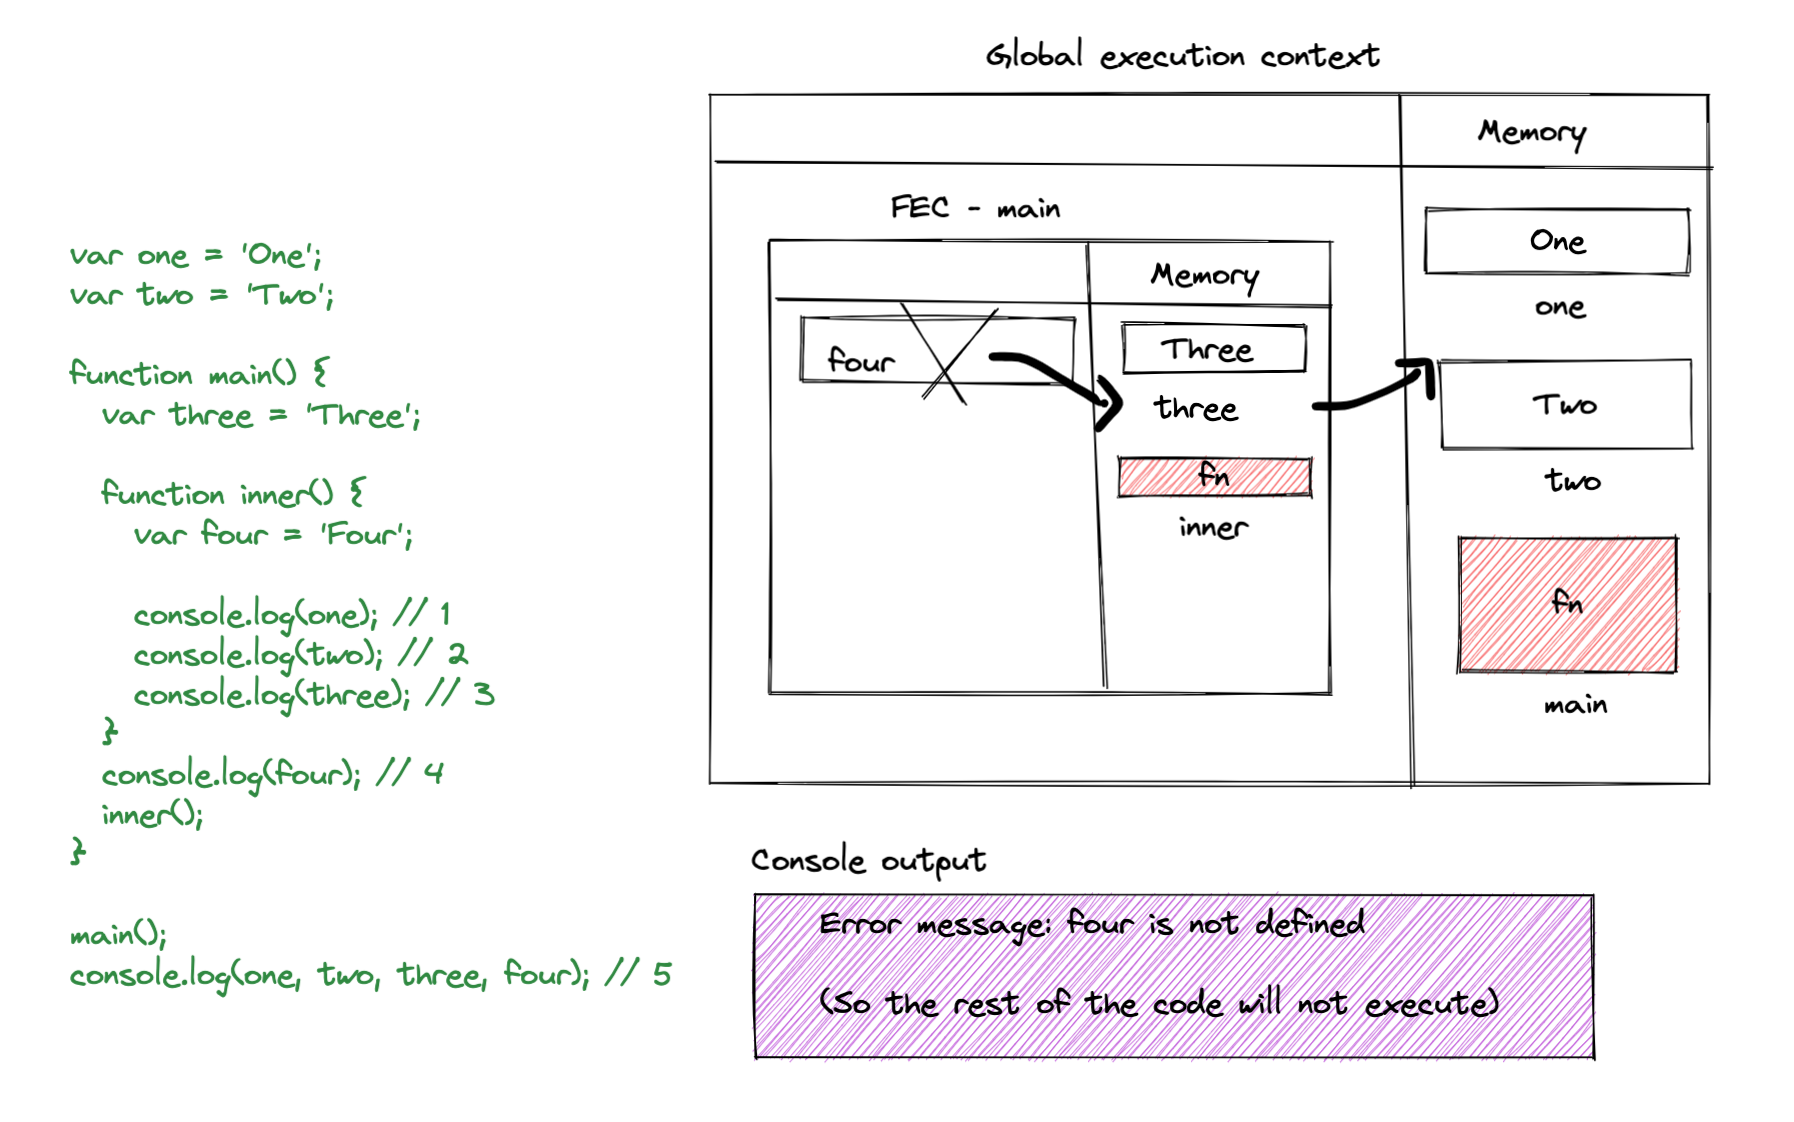 Global execution context
Memory
FEC - main
One
one
Memory
four
Three
three
Two
two
fn
inner
fn
main
var one = 'One';
var two = 'Two';
function main() {
var three = 'Three';
function inner() {
var four = 'Four';
console.log(one); // 1
console.log(two); // 2
console.log(three); // 3
}
console.log(four); // 4
inner();
}
main();
console.log(one, two, three, four); // 5
Console output
Error message: four is not defined
(So the rest of the code will not execute)